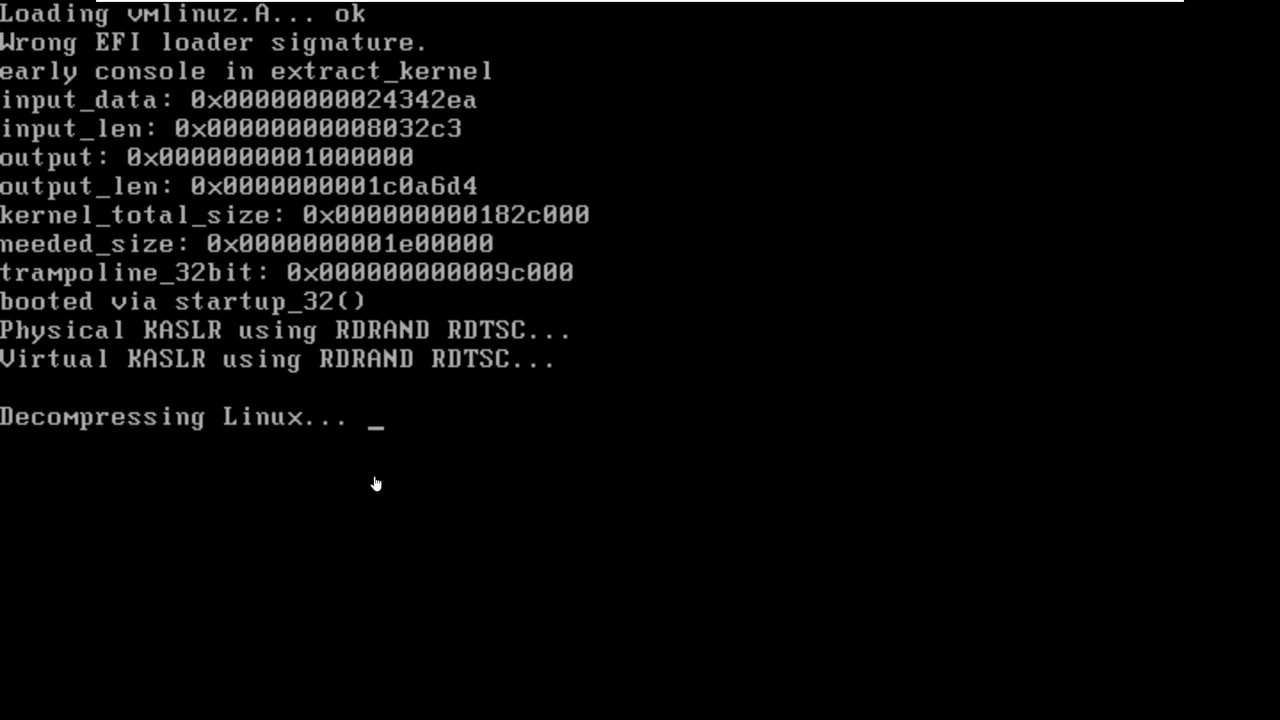 Loading vmlinuz.A... ok
Wrong EFI loader signature.
early console in extract_kernel
input_data: 0x00000000024342ea
input_len: 0x00000000008032c3
output: 0x0000000001000000
output_len: 0x0000000001c0a6d4
kernel_total_size: 0x000000000182c000
needed_size: 0x0000000001e00000
trampoline_32bit: 0x000000000009c000
booted via startup_32()
Physical KASLR using RDRAND RDTSC...
Virtual KASLR using RDRAND RDTSC...
Decompressing Linux... _